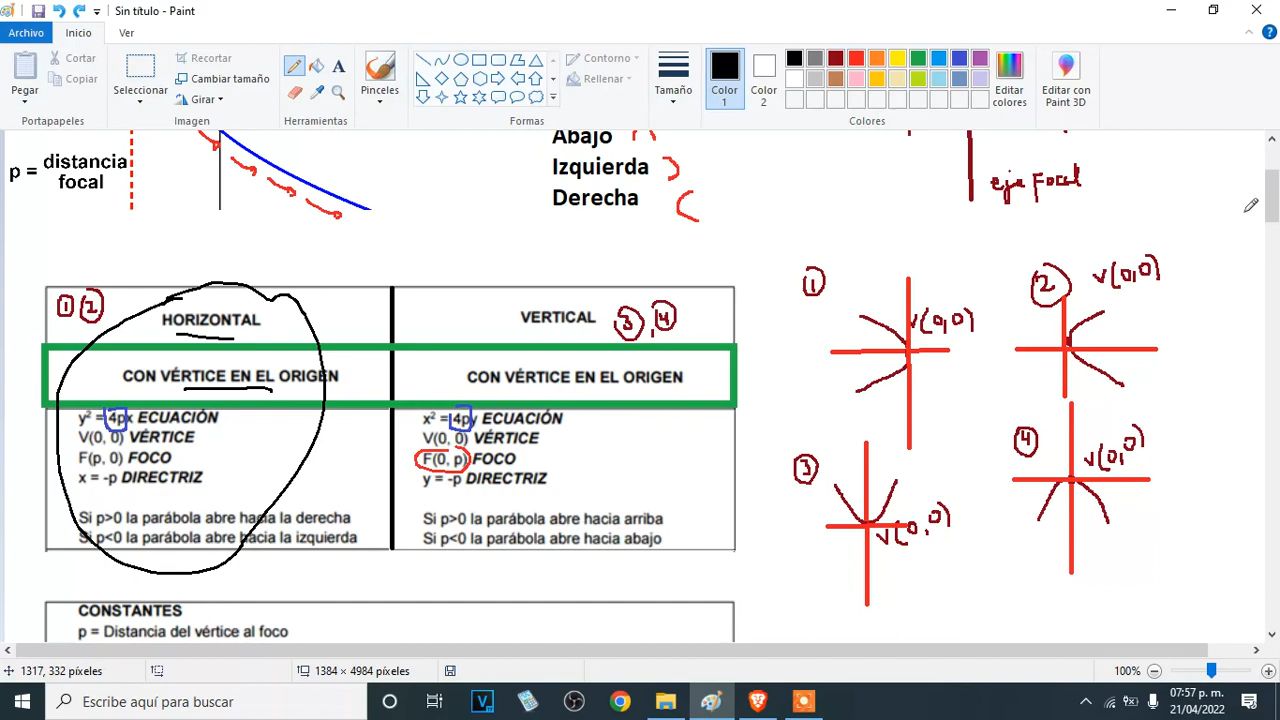 Sin título - Paint
Archivo Inicio Ver
Pegar
Cortar
Copiar
Portapapeles
Seleccionar
Recortar
Cambiar tamaño
Girar
Imagen
A
Herramientas
Pinceles
Contorno
Rellenar
Formas
Tamaño
Color 1
Color 2
Editar colores
Editar con Paint 3D
Colores
p = distancia focal
Abajo
Izquierda
Derecha
eje Focal
1 2
HORIZONTAL
VERTICAL
3, 4
CON VÉRTICE EN EL ORIGEN
CON VÉRTICE EN EL ORIGEN
y² = 4px ECUACIÓN
V(0, 0) VÉRTICE
F(p, 0) FOCO
x = -p DIRECTRIZ
Si p>0 la parábola abre hacia la derecha
Si p<0 la parábola abre hacia la izquierda
x² = 4py ECUACIÓN
V(0, 0) VÉRTICE
F(0, p) FOCO
y = -p DIRECTRIZ
Si p>0 la parábola abre hacia arriba
Si p<0 la parábola abre hacia abajo
1
V(0,0)
2
V(0,0)
3
V(0,0)
4
V(0,0)
CONSTANTES
p = Distancia del vértice al foco
1317, 332 píxeles
1384 × 4984 píxeles
100%
Escribe aquí para buscar
07:57 p. m.
21/04/2022